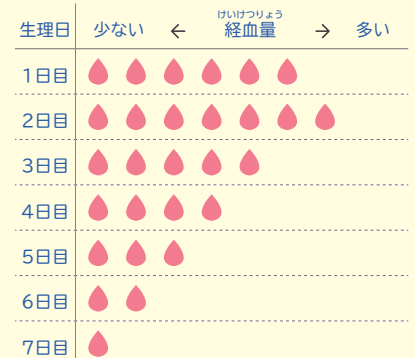 けいけつりょう
生理日 少ない ← 経血量 → 多い
1日目
2日目
3日目
4日目
5日目
6日目
7日目